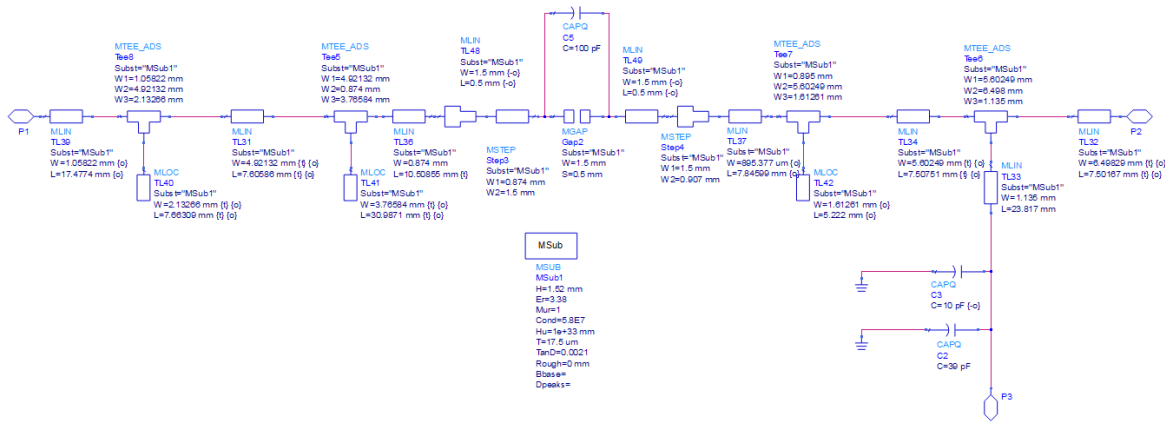 CAPQ
C5
C=100 pF
MLIN
TL48
Subst="MSub1"
W=1.5 mm {-o}
L=0.5 mm {-o}
MLIN
TL49
Subst="MSub1"
W=1.5 mm {-o}
L=0.5 mm {-o}
MTEE_ADS
Tee8
Subst="MSub1"
W1=1.05822 mm
W2=4.92132 mm
W3=2.13266 mm
MTEE_ADS
Tee5
Subst="MSub1"
W1=4.92132 mm
W2=0.874 mm
W3=3.76584 mm
MTEE_ADS
Tee7
Subst="MSub1"
W1=0.895 mm
W2=5.60249 mm
W3=1.61261 mm
MTEE_ADS
Tee6
Subst="MSub1"
W1=5.60249 mm
W2=6.498 mm
W3=1.135 mm
P1
MLIN
TL39
Subst="MSub1"
W=1.05822 mm {o}
L=17.4774 mm {o}
MLOC
TL40
Subst="MSub1"
W=2.13266 mm {t} {o}
L=7.66309 mm {t} {o}
MLIN
TL31
Subst="MSub1"
W=4.92132 mm {t} {o}
L=7.60586 mm {t} {o}
MLOC
TL41
Subst="MSub1"
W=3.76584 mm {t} {o}
L=30.9871 mm {t} {o}
MLIN
TL36
Subst="MSub1"
W=0.874 mm
L=10.50855 mm {t}
MSTEP
Step3
Subst="MSub1"
W1=0.874 mm
W2=1.5 mm
MGAP
Gap2
Subst="MSub1"
W=1.5 mm
S=0.5 mm
MSTEP
Step4
Subst="MSub1"
W1=1.5 mm
W2=0.907 mm
MLIN
TL37
Subst="MSub1"
W=895.377 um {o}
L=7.84599 mm {o}
MLOC
TL42
Subst="MSub1"
W=1.61261 mm {t} {o}
L=5.222 mm {o}
MLIN
TL34
Subst="MSub1"
W=5.60249 mm {t} {o}
L=7.50751 mm {t} {o}
MLIN
TL33
Subst="MSub1"
W=1.135 mm
L=23.817 mm
MLIN
TL32
Subst="MSub1"
W=6.49829 mm {t} {o}
L=7.50167 mm {t} {o}
P2
MSub
MSUB
MSub1
H=1.52 mm
Er=3.38
Mur=1
Cond=5.8E7
Hu=1e+33 mm
T=17.5 um
TanD=0.0021
Rough=0 mm
Bbase=
Dpeaks=
CAPQ
C3
C=10 pF {-o}
CAPQ
C2
C=39 pF
P3